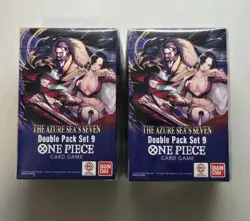 THE AZURE SEA'S SEVEN
Double Pack Set 9
ONE PIECE
CARD GAME
BANDAI
THE AZURE SEA'S SEVEN
Double Pack Set 9
ONE PIECE
CARD GAME
BANDAI